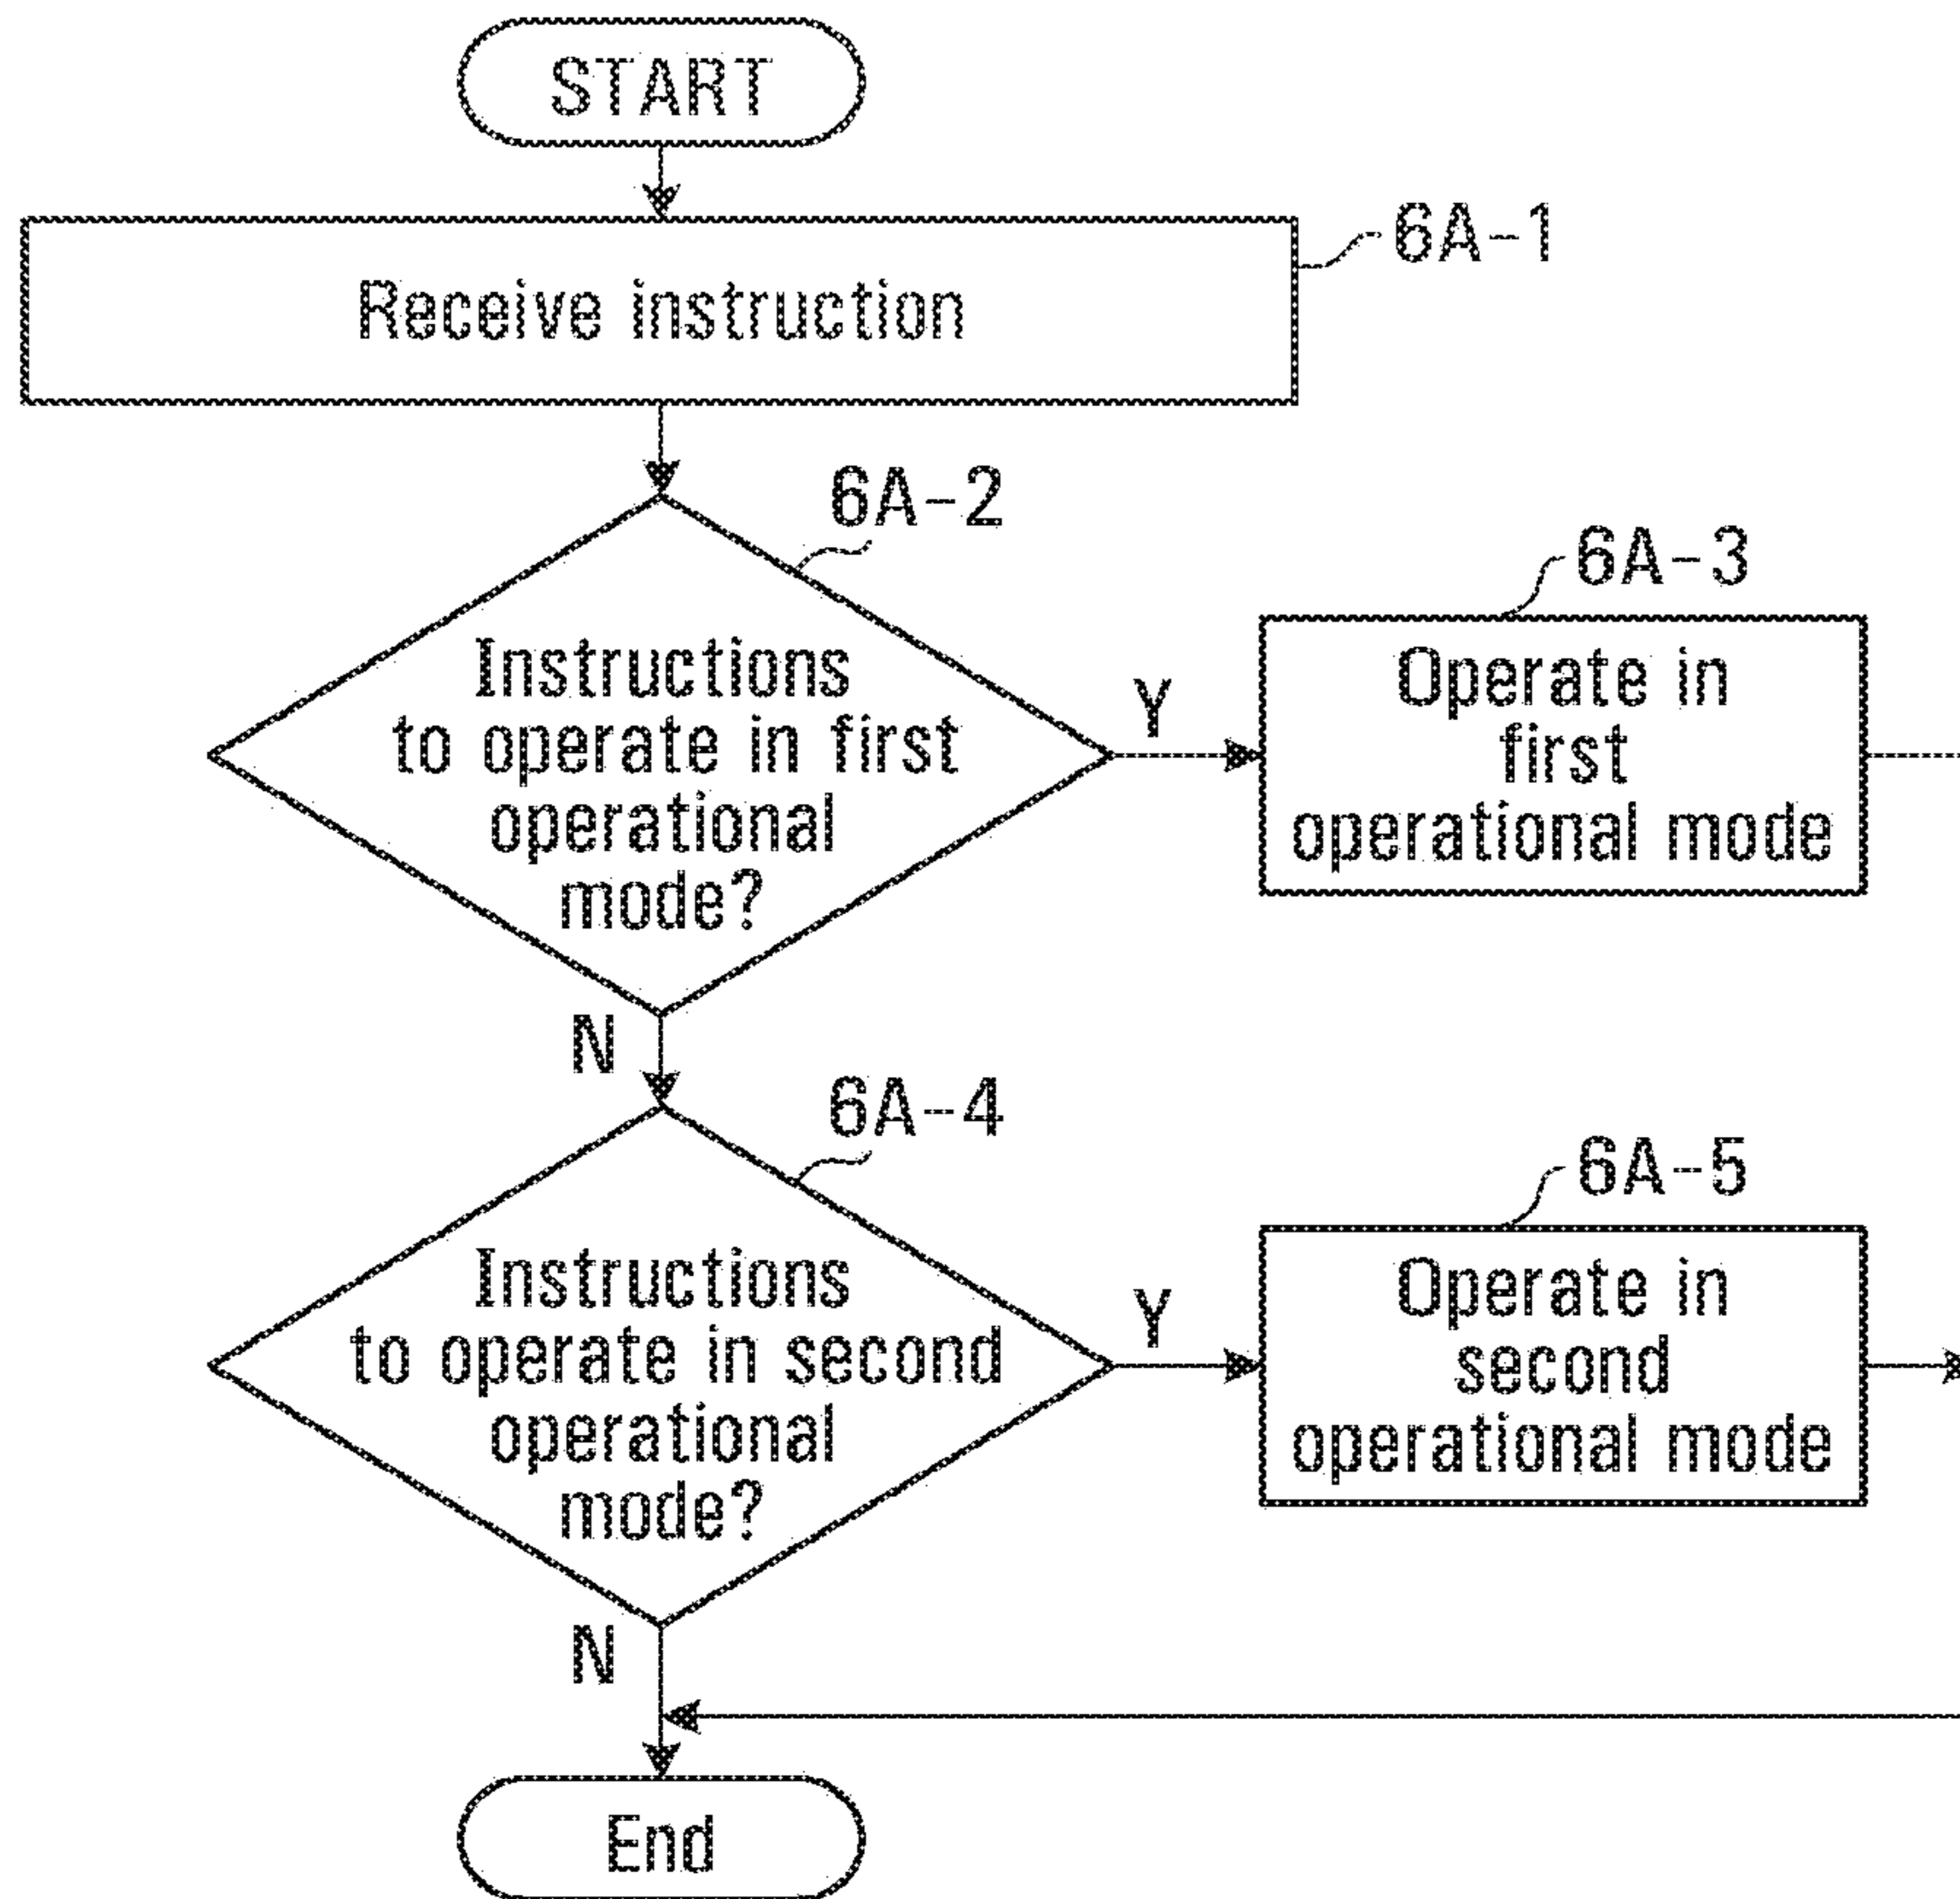 START
6A-1
Receive instruction
6A-2
Instructions
to operate in first
operational
mode?
Y
6A-3
Operate in
first
operational mode
N
6A-4
Instructions
to operate in second
operational
mode?
Y
6A-5
Operate in
second
operational mode
N
End